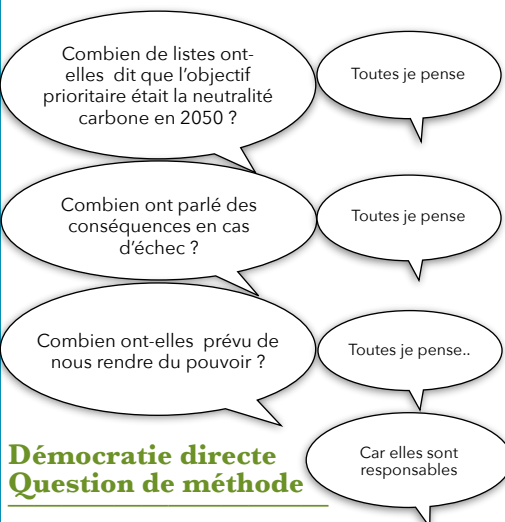 Combien de listes ont-
elles dit que l'objectif
prioritaire était la neutralité
carbone en 2050 ?
Toutes je pense
Combien ont parlé des
conséquences en cas
d'échec ?
Toutes je pense
Combien ont-elles prévu de
nous rendre du pouvoir ?
Toutes je pense..
Car elles sont
responsables
Démocratie directe
Question de méthode